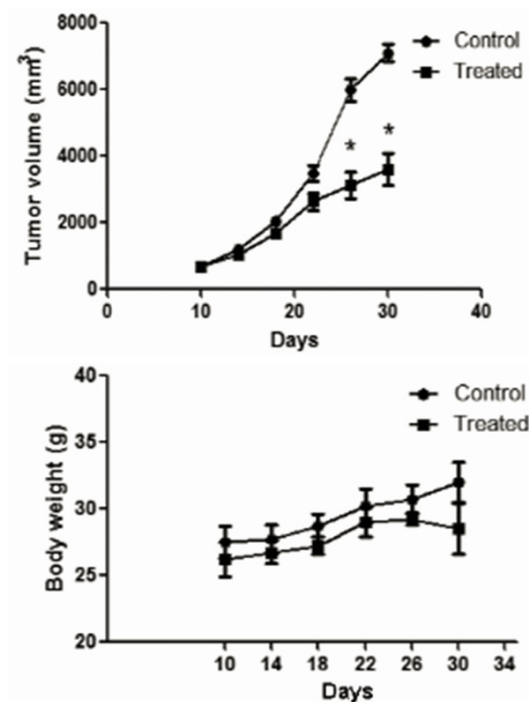 8000
6000
4000
2000
0
Tumor volume (mm³)
Control
Treated
*
*
0 10 20 30 40
Days
40
35
30
25
20
Body weight (g)
Control
Treated
10 14 18 22 26 30 34
Days